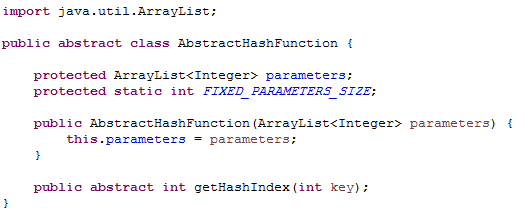 import java.util.ArrayList;
public abstract class AbstractHashFunction {
protected ArrayList<Integer> parameters;
protected static int FIXED_PARAMETERS_SIZE;
public AbstractHashFunction(ArrayList<Integer> parameters) {
this.parameters = parameters;
}
public abstract int getHashIndex(int key);
}